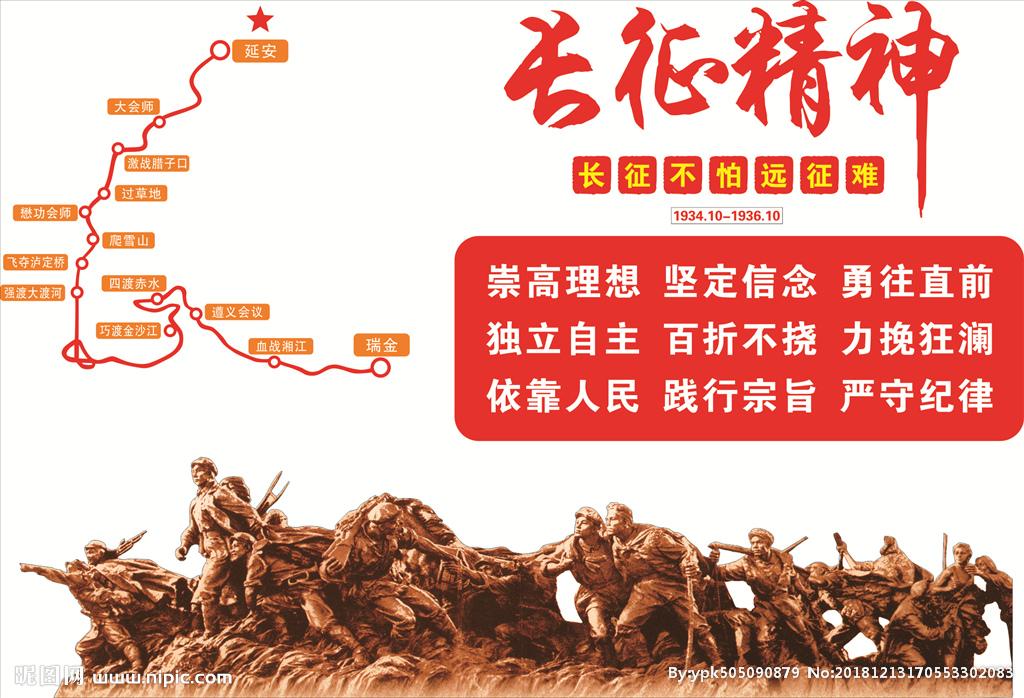 长征精神
长征不怕远征难
1934.10-1936.10
崇高理想 坚定信念 勇往直前
独立自主 百折不挠 力挽狂澜
依靠人民 践行宗旨 严守纪律
延安
大会师
激战腊子口
过草地
懋功会师
爬雪山
飞夺泸定桥
强渡大渡河
四渡赤水
遵义会议
巧渡金沙江
血战湘江
瑞金
昵图网 www.nipic.com
By:ypk505090879 No:20181213170553302083